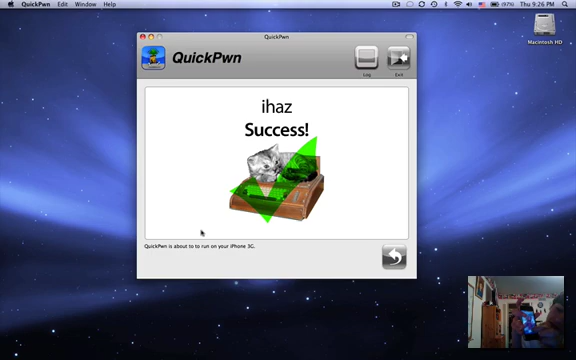 QuickPwn Edit Window Help
(97%) Thu 9:26 PM
QuickPwn
QuickPwn
Log
Exit
Macintosh HD
ihaz
Success!
QuickPwn is about to to run on your iPhone 3G.